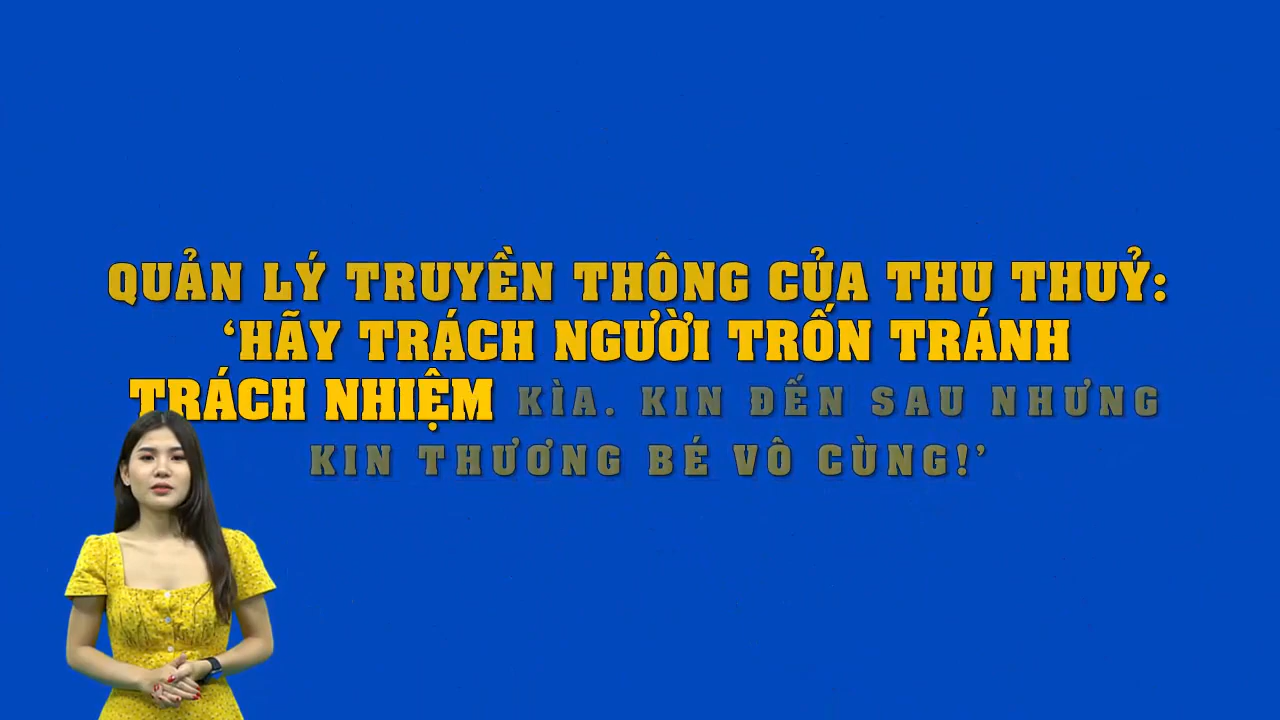 QUẢN LÝ TRUYỀN THÔNG CỦA THU THUỶ:
‘HÃY TRÁCH NGƯỜI TRỐN TRÁNH
TRÁCH NHIỆM KÌA. KIN ĐẾN SAU NHƯNG
KIN THƯƠNG BÉ VÔ CÙNG!’